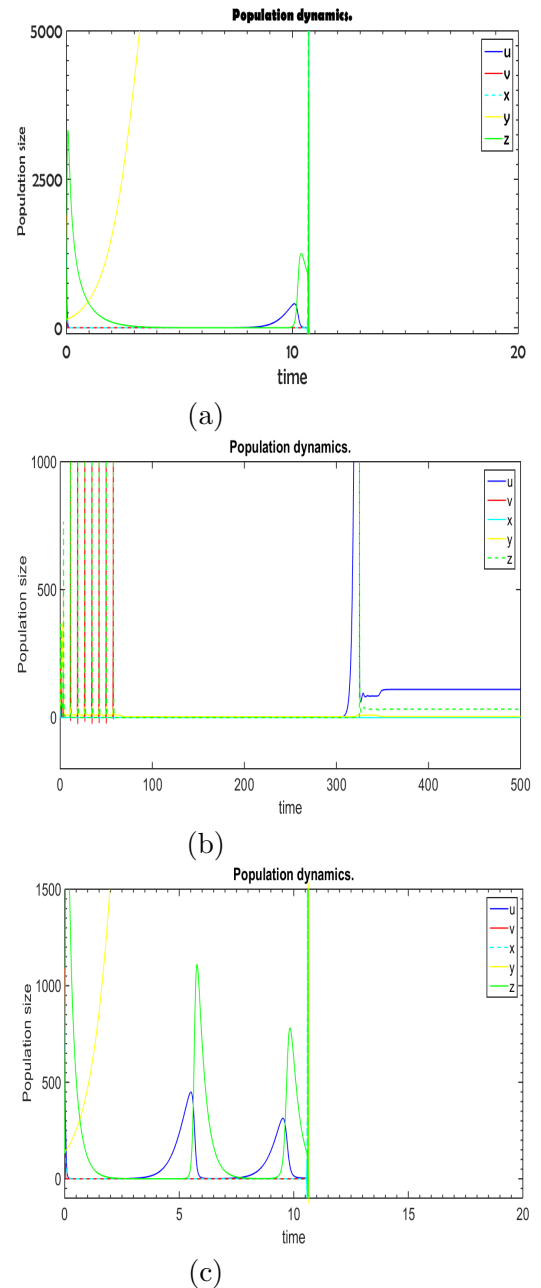 Population dynamics.
5000
2500
0
Population size
u
v
x
y
z
0 10 20
time
(a)
Population dynamics.
1000
500
0
Population size
u
v
x
y
z
0 100 200 300 400 500
time
(b)
Population dynamics.
1500
1000
500
0
Population size
u
v
x
y
z
0 5 10 15 20
time
(c)